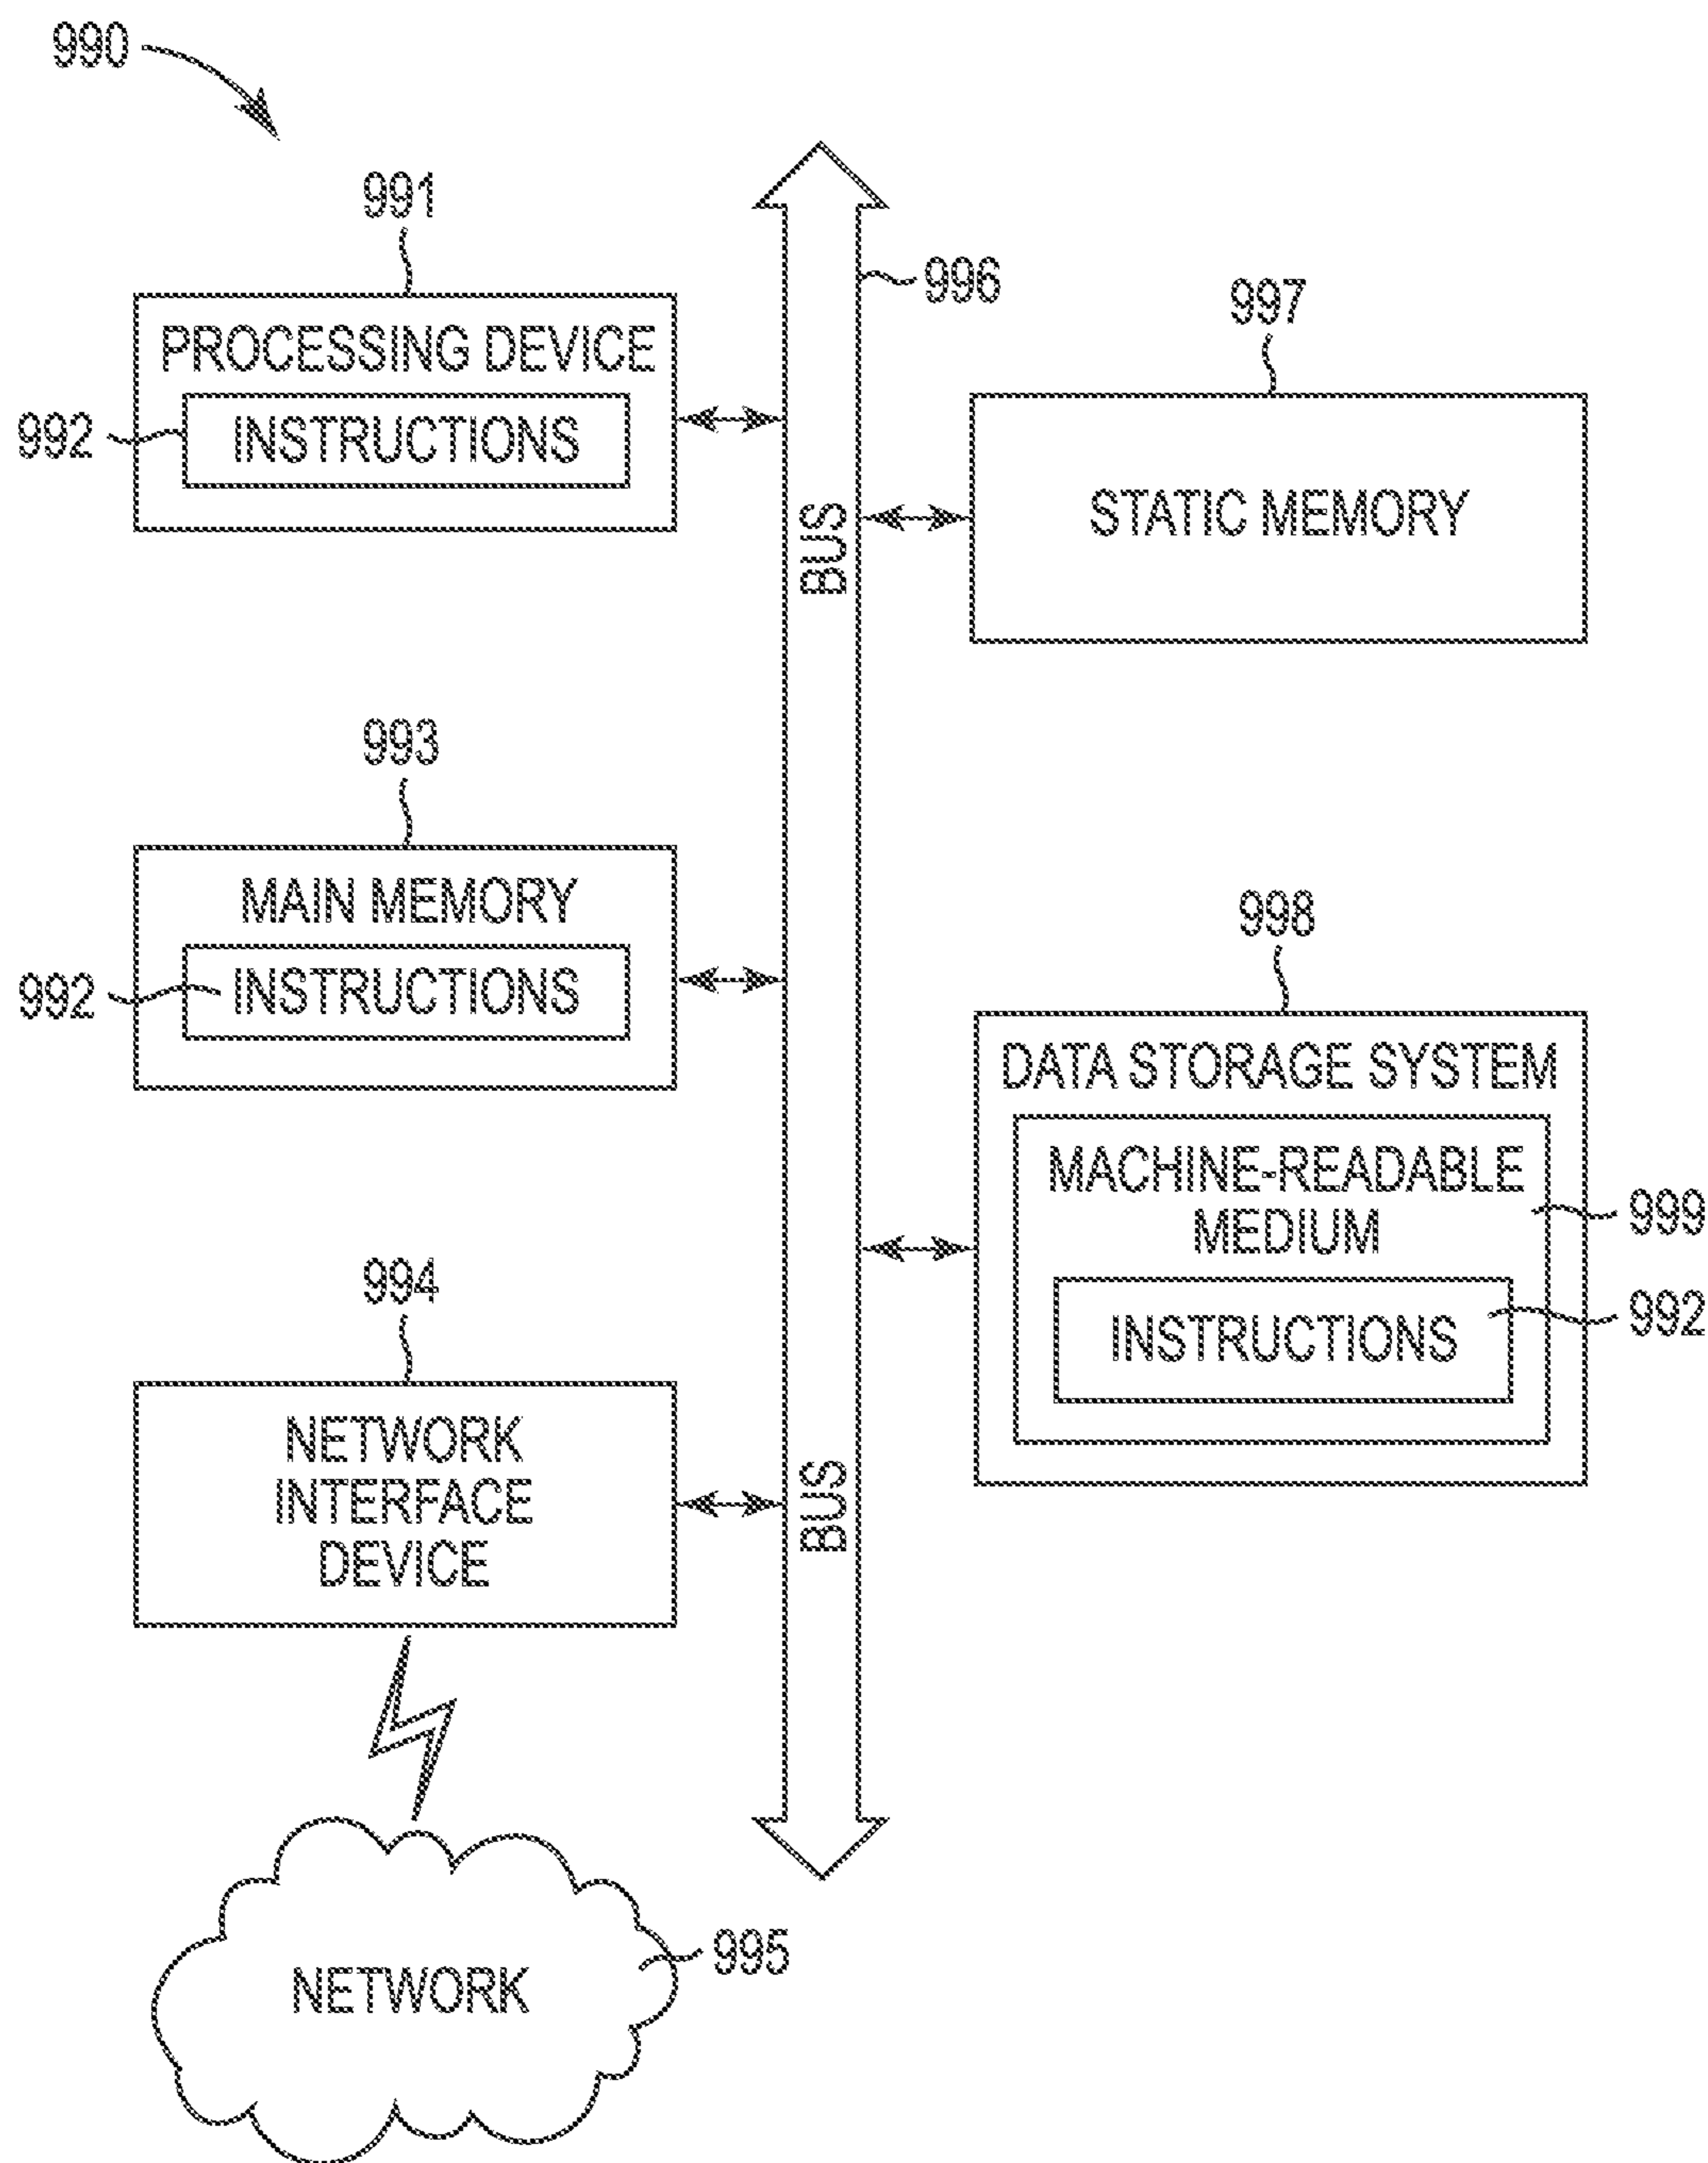 990
991
PROCESSING DEVICE
992
INSTRUCTIONS
996
997
STATIC MEMORY
BUS
993
MAIN MEMORY
992
INSTRUCTIONS
998
DATA STORAGE SYSTEM
MACHINE-READABLE
MEDIUM
999
992
INSTRUCTIONS
994
NETWORK
INTERFACE
DEVICE
BUS
NETWORK
995